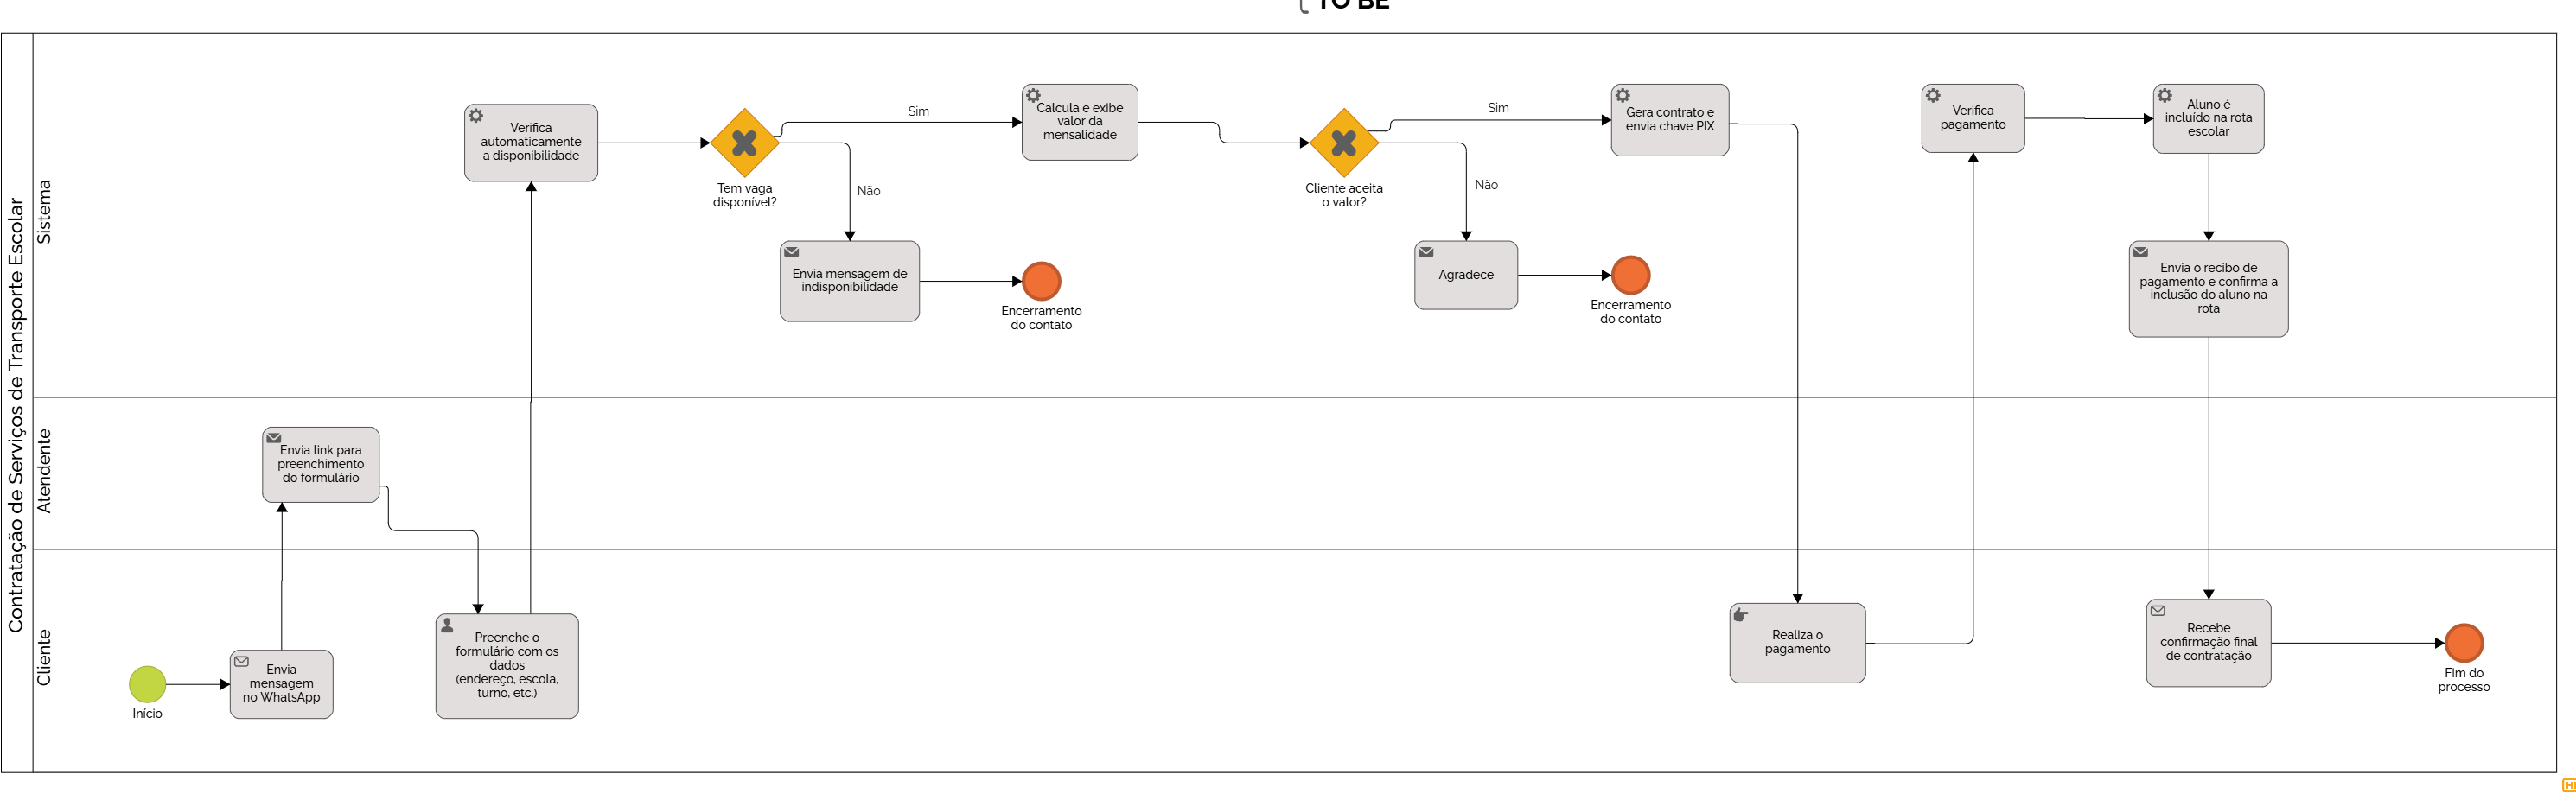 TO BE
Contratação de Serviços de Transporte Escolar
Sistema
Verifica
automaticamente
a disponibilidade
Tem vaga
disponível?
Sim
Não
Calcula e exibe
valor da
mensalidade
Envia mensagem de
indisponibilidade
Encerramento
do contato
Cliente aceita
o valor?
Sim
Não
Gera contrato e
envia chave PIX
Agradece
Encerramento
do contato
Verifica
pagamento
Aluno é
incluído na rota
escolar
Envia o recibo de
pagamento e confirma a
inclusão do aluno na
rota
Atendente
Envia link para
preenchimento
do formulário
Cliente
Início
Envia
mensagem
no WhatsApp
Preenche o
formulário com os
dados
(endereço, escola,
turno, etc.)
Realiza o
pagamento
Recebe
confirmação final
de contratação
Fim do
processo